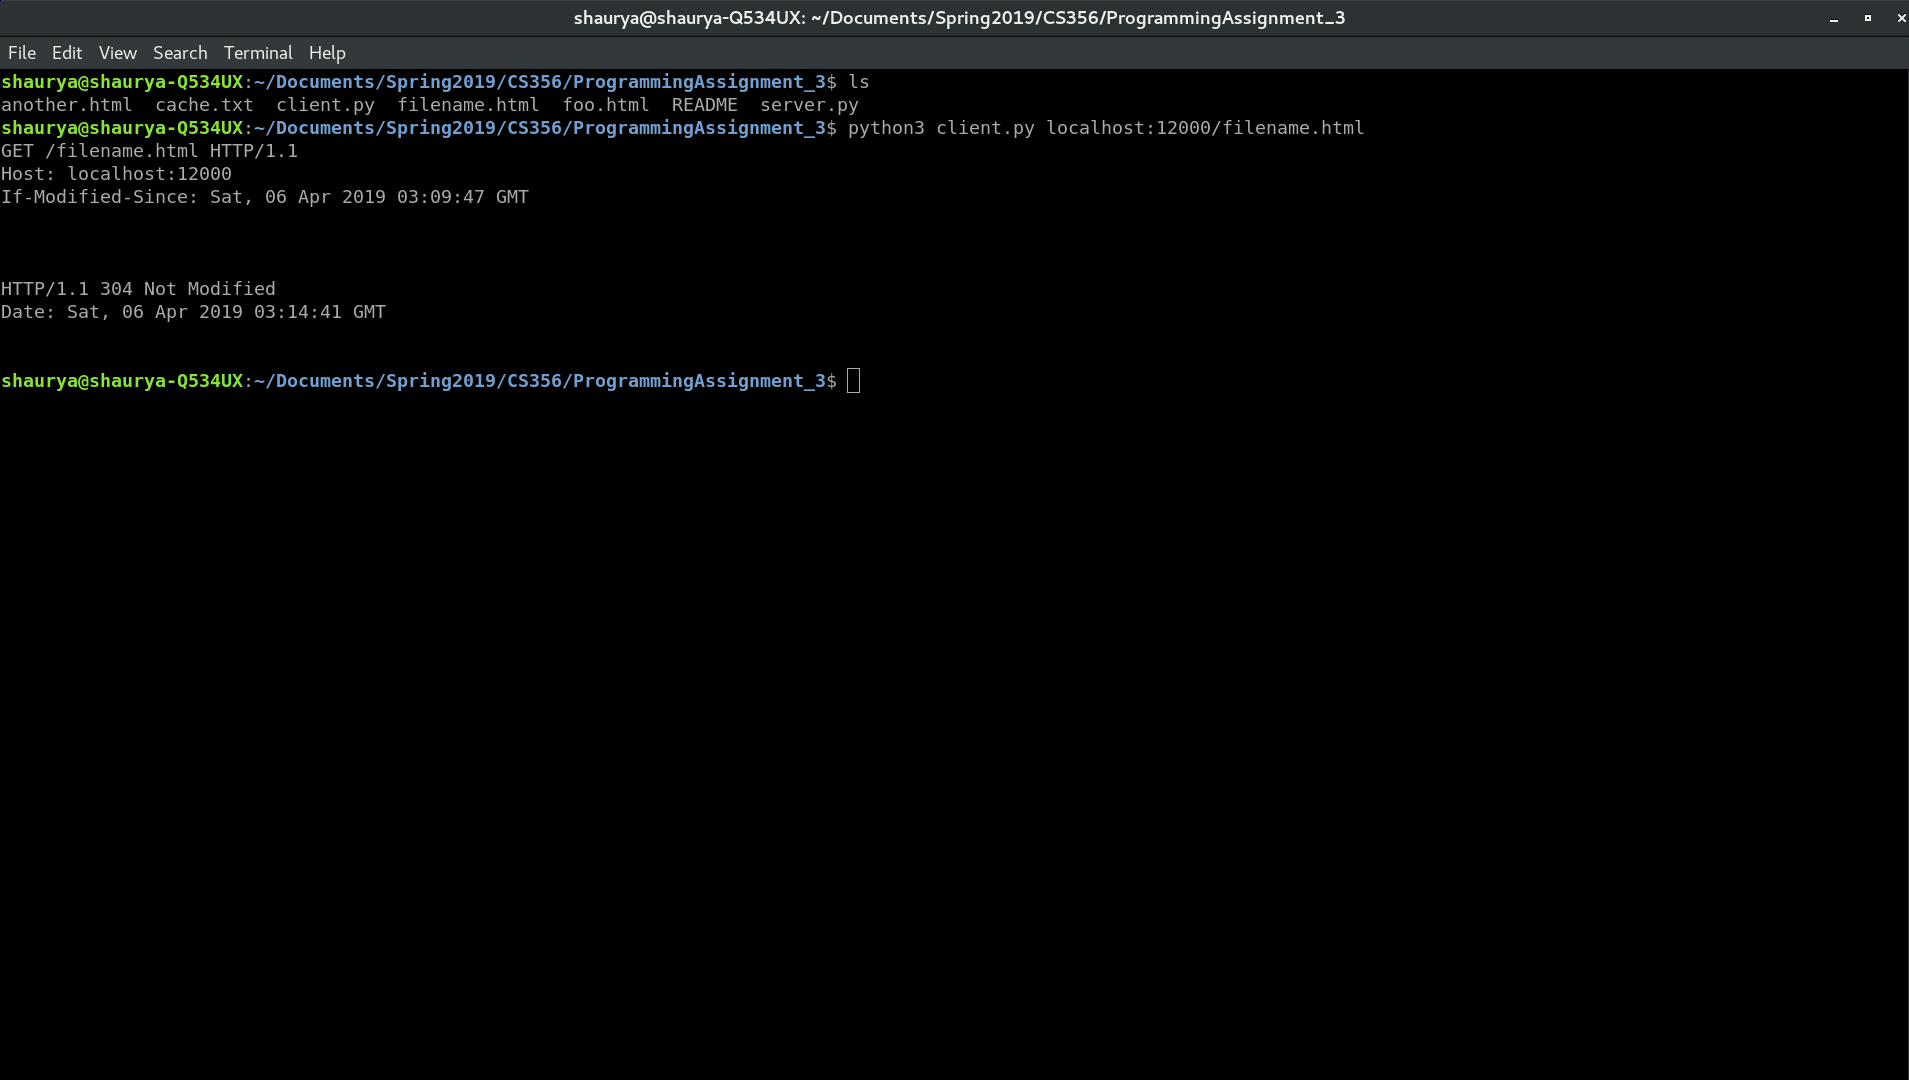 shaurya@shaurya-Q534UX: ~/Documents/Spring2019/CS356/ProgrammingAssignment_3
File Edit View Search Terminal Help
shaurya@shaurya-Q534UX:~/Documents/Spring2019/CS356/ProgrammingAssignment_3$ ls
another.html  cache.txt  client.py  filename.html  foo.html  README  server.py
shaurya@shaurya-Q534UX:~/Documents/Spring2019/CS356/ProgrammingAssignment_3$ python3 client.py localhost:12000/filename.html
GET /filename.html HTTP/1.1
Host: localhost:12000
If-Modified-Since: Sat, 06 Apr 2019 03:09:47 GMT
HTTP/1.1 304 Not Modified
Date: Sat, 06 Apr 2019 03:14:41 GMT
shaurya@shaurya-Q534UX:~/Documents/Spring2019/CS356/ProgrammingAssignment_3$